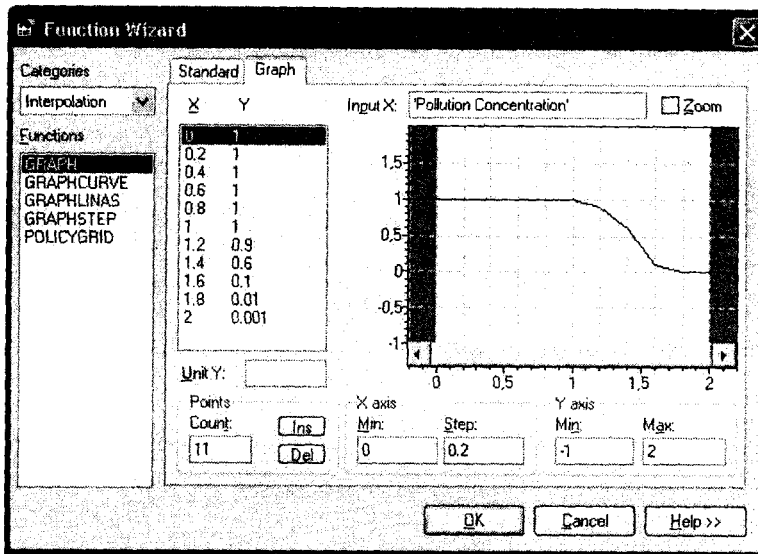 Function Wizard
Categories
Interpolation
Functions
GRAPH
GRAPHCURVE
GRAPHLINAS
GRAPHSTEP
POLICYGRID
Standard
Graph
X Y
0 1
0.2 1
0.4 1
0.6 1
0.8 1
1 1
1.2 0.9
1.4 0.6
1.6 0.1
1.8 0.01
2 0.001
Unit Y:
Points
Count:
11
Ins
Del
Input X: 'Pollution Concentration'
Zoom
1,5
1
0,5
0
-0,5
-1
0 0,5 1 1,5 2
X axis
Min: Step:
0 0.2
Y axis
Min: Max:
-1 2
OK Cancel Help >>